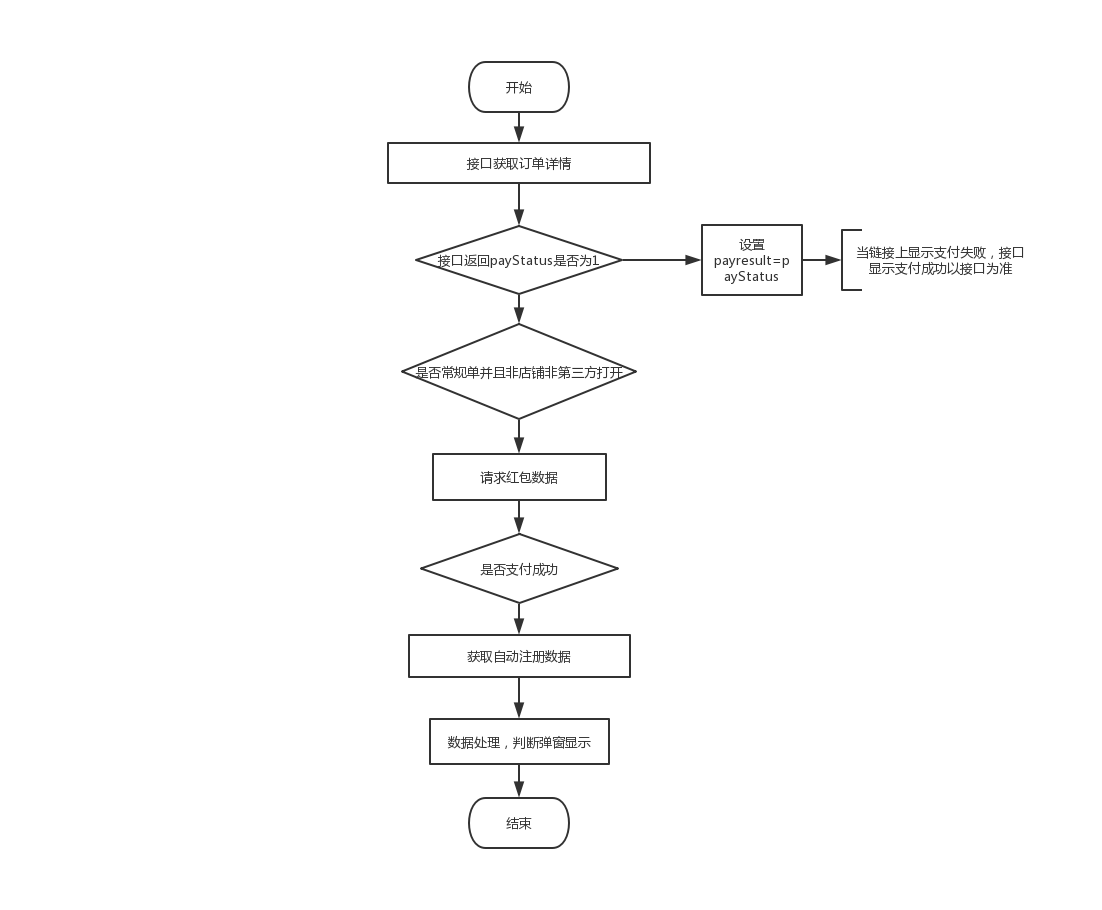 开始
接口获取订单详情
接口返回payStatus是否为1
设置
payresult=p
ayStatus
当链接上显示支付失败，接口
显示支付成功以接口为准
是否常规单并且非店铺非第三方打开
请求红包数据
是否支付成功
获取自动注册数据
数据处理，判断弹窗显示
结束